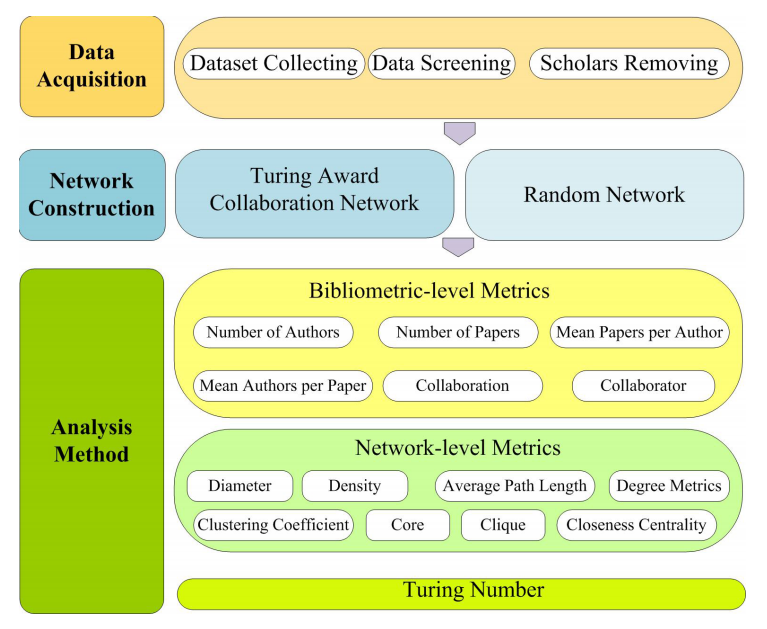 Data
Acquisition
Dataset Collecting
Data Screening
Scholars Removing
Network
Construction
Turing Award
Collaboration Network
Random Network
Analysis
Method
Bibliometric-level Metrics
Number of Authors
Number of Papers
Mean Papers per Author
Mean Authors per Paper
Collaboration
Collaborator
Network-level Metrics
Diameter
Density
Average Path Length
Degree Metrics
Clustering Coefficient
Core
Clique
Closeness Centrality
Turing Number